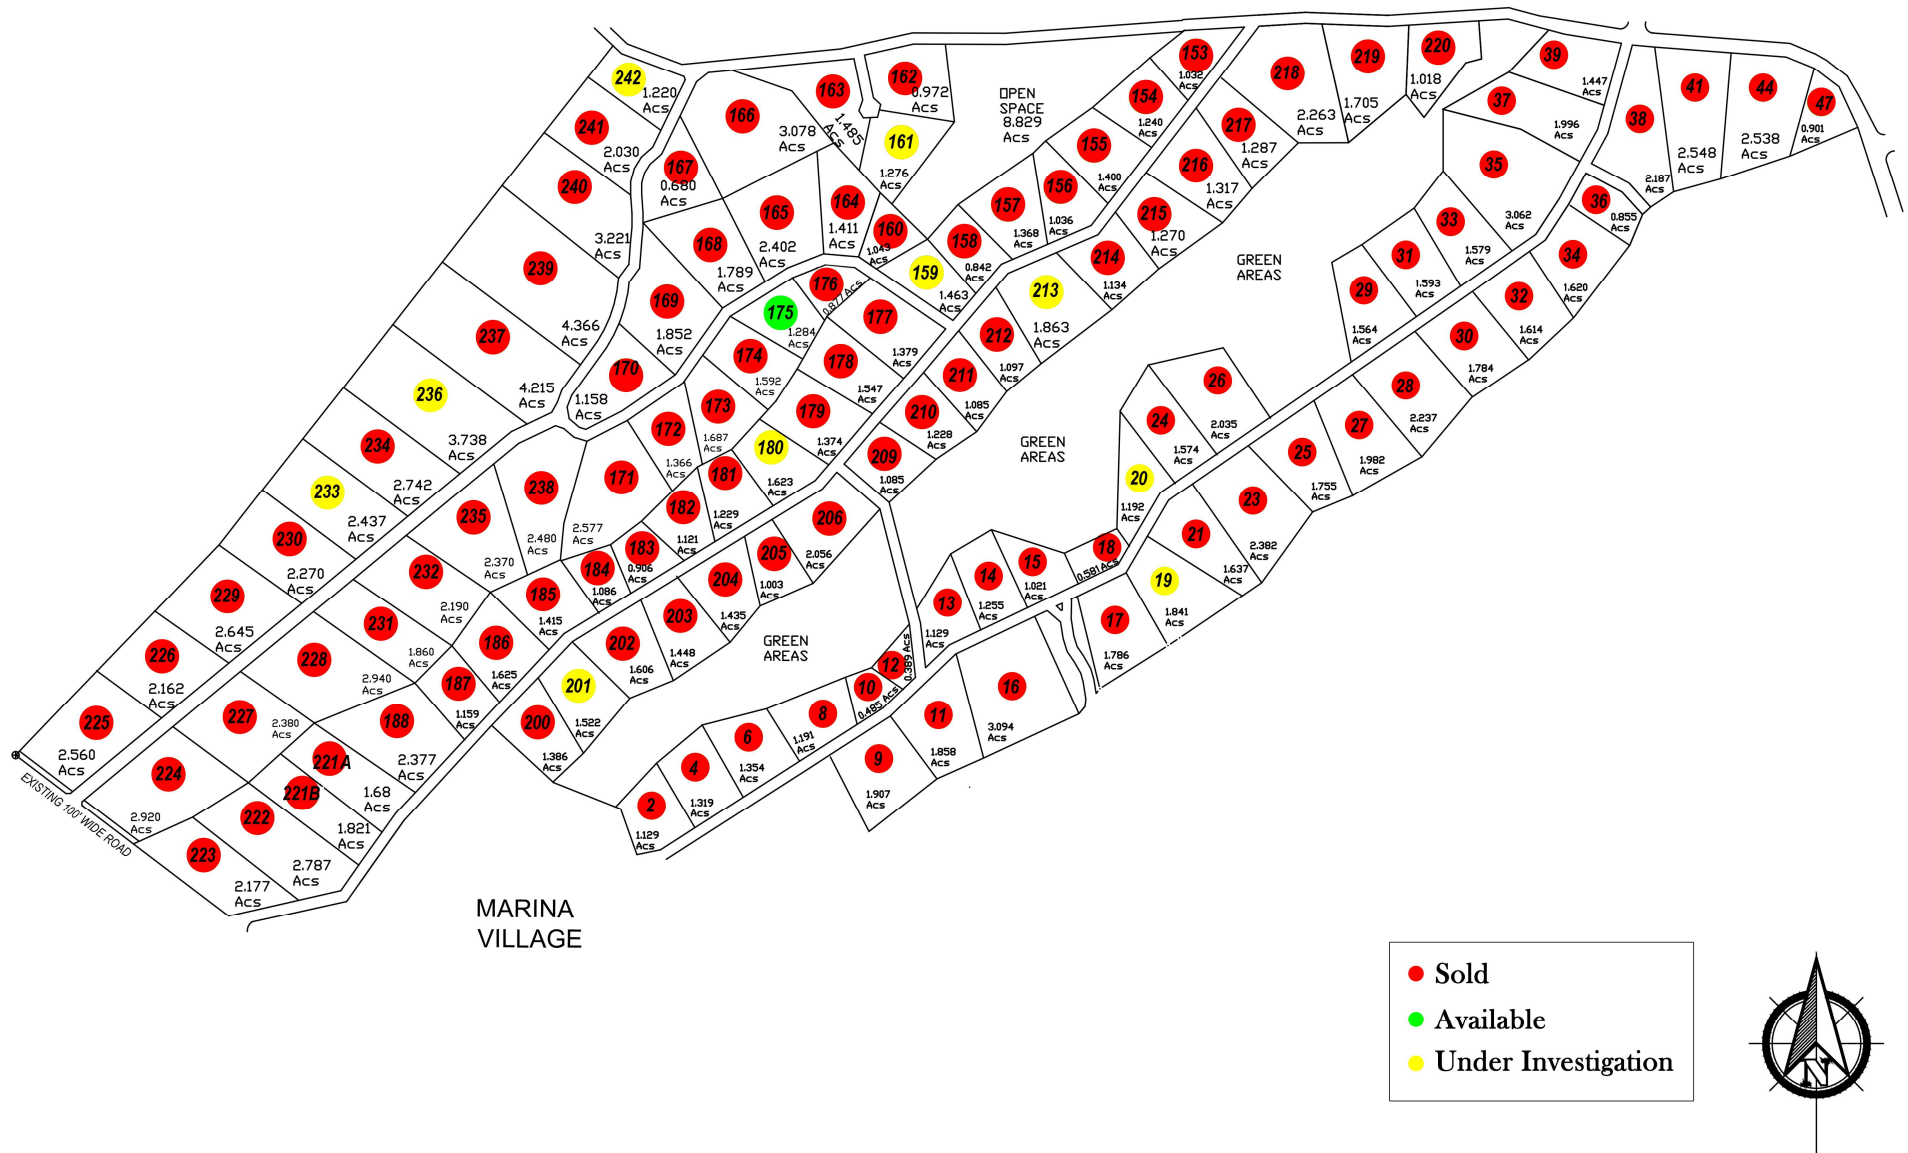 242
1.220
Acs
241
2.030
Acs
240
3.221
Acs
239
4.366
Acs
237
4.215
Acs
236
3.738
Acs
234
2.742
Acs
233
2.437
Acs
230
2.270
Acs
229
2.645
Acs
226
2.162
Acs
225
2.560
Acs
EXISTING 100' WIDE ROAD
162
0.972
Acs
163
1.485
Acs
161
1.276
Acs
166
3.078
Acs
167
0.680
Acs
165
2.402
Acs
164
1.411
Acs
160
1.043
Acs
168
1.789
Acs
169
1.852
Acs
170
1.158
Acs
OPEN
SPACE
8.829
Acs
153
1.032
Acs
154
1.240
Acs
155
1.400
Acs
156
1.036
Acs
157
1.368
Acs
158
0.842
Acs
159
1.463
Acs
176
0.877 Acs
175
1.284
Acs
177
1.379
Acs
174
1.592
Acs
178
1.547
Acs
173
1.687
Acs
179
1.374
Acs
172
1.366
Acs
180
1.623
Acs
171
2.577
Acs
181
1.229
Acs
182
1.121
Acs
183
0.906
Acs
184
1.086
Acs
185
1.415
Acs
186
1.625
Acs
187
1.159
Acs
188
2.377
Acs
238
2.480
Acs
235
2.370
Acs
232
2.190
Acs
231
1.860
Acs
228
2.940
Acs
227
2.380
Acs
224
2.920
Acs
221A
1.68
Acs
221B
1.821
Acs
222
2.787
Acs
223
2.177
Acs
218
2.263
Acs
219
1.705
Acs
220
1.018
Acs
217
1.287
Acs
216
1.317
Acs
215
1.270
Acs
214
1.134
Acs
213
1.863
Acs
212
1.097
Acs
211
1.085
Acs
210
1.228
Acs
209
1.085
Acs
206
2.056
Acs
205
1.003
Acs
204
1.435
Acs
203
1.448
Acs
202
1.606
Acs
201
1.522
Acs
200
1.386
Acs
GREEN
AREAS
GREEN
AREAS
GREEN
AREAS
39
1.447
Acs
37
1.996
Acs
35
3.062
Acs
38
2.187
Acs
41
2.548
Acs
44
2.538
Acs
47
0.901
Acs
36
0.855
Acs
34
1.620
Acs
33
1.579
Acs
31
1.593
Acs
29
1.564
Acs
32
1.614
Acs
30
1.784
Acs
28
2.237
Acs
27
1.982
Acs
25
1.755
Acs
26
2.035
Acs
24
1.574
Acs
20
1.192
Acs
23
2.382
Acs
21
1.637
Acs
19
1.841
Acs
17
1.786
Acs
18
0.581 Acs
15
1.021
Acs
14
1.255
Acs
13
1.129
Acs
12
0.389 Acs
10
0.485 Acs
8
1.191
Acs
6
1.354
Acs
4
1.319
Acs
2
1.129
Acs
16
3.094
Acs
11
1.858
Acs
9
1.907
Acs
MARINA
VILLAGE
Sold
Available
Under Investigation
N